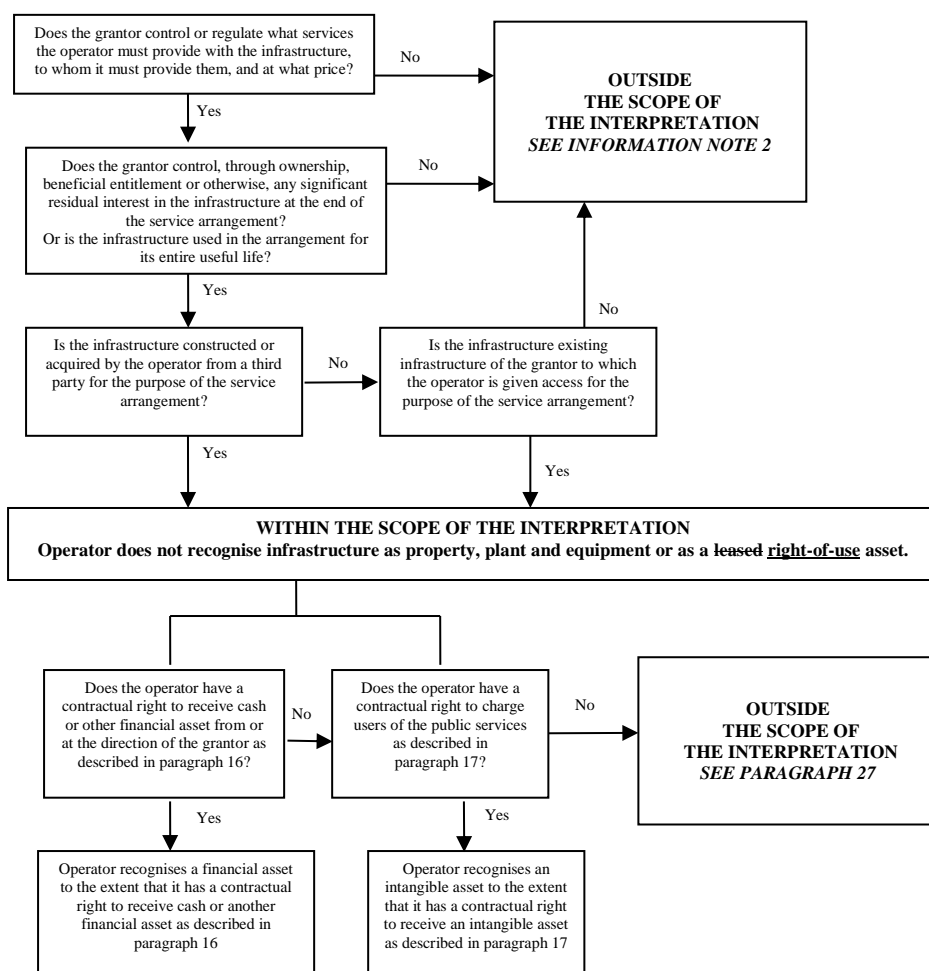 Does the grantor control or regulate what services
the operator must provide with the infrastructure,
to whom it must provide them, and at what price?
No
OUTSIDE
THE SCOPE OF
THE INTERPRETATION
SEE INFORMATION NOTE 2
Yes
Does the grantor control, through ownership,
beneficial entitlement or otherwise, any significant
residual interest in the infrastructure at the end of
the service arrangement?
Or is the infrastructure used in the arrangement for
its entire useful life?
No
Yes
No
Is the infrastructure constructed or
acquired by the operator from a third
party for the purpose of the service
arrangement?
No
Is the infrastructure existing
infrastructure of the grantor to which
the operator is given access for the
purpose of the service arrangement?
Yes
Yes
WITHIN THE SCOPE OF THE INTERPRETATION
Operator does not recognise infrastructure as property, plant and equipment or as a leased right-of-use asset.
Does the operator have a
contractual right to receive cash
or other financial asset from or
at the direction of the grantor as
described in paragraph 16?
No
Does the operator have a
contractual right to charge
users of the public services
as described in
paragraph 17?
No
OUTSIDE
THE SCOPE OF
THE INTERPRETATION
SEE PARAGRAPH 27
Yes
Yes
Operator recognises a financial asset
to the extent that it has a contractual
right to receive cash or another
financial asset as described in
paragraph 16
Operator recognises an
intangible asset to the extent
that it has a contractual right
to receive an intangible asset
as described in paragraph 17